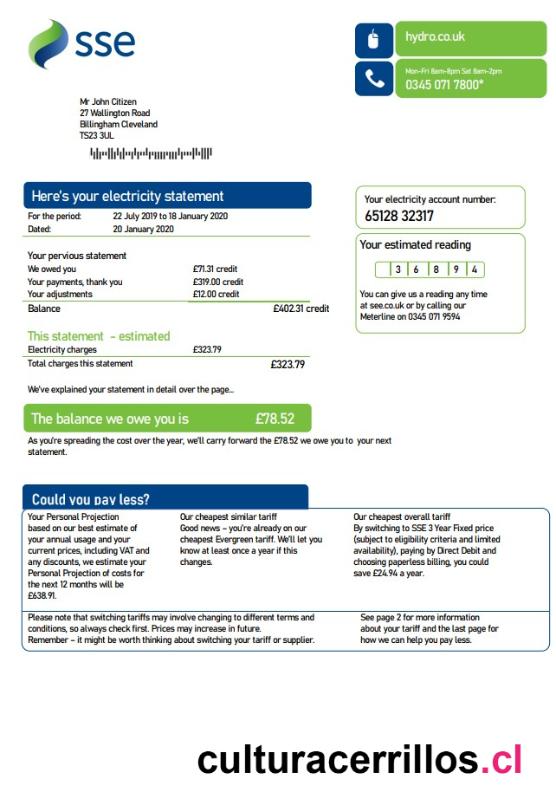 sse
hydro.co.uk
Mon-Fri 8am-8pm Sat 8am-2pm
0345 071 7800*
Mr John Citizen
27 Wallington Road
Billingham Cleveland
TS23 3UL
Here's your electricity statement
For the period: 22 July 2019 to 18 January 2020
Dated: 20 January 2020
Your electricity account number:
65128 32317
Your pervious statement
We owed you £71.31 credit
Your payments, thank you £319.00 credit
Your adjustments £12.00 credit
Balance £402.31 credit
Your estimated reading
3 6 8 9 4
You can give us a reading any time
at see.co.uk or by calling our
Meterline on 0345 071 9594
This statement - estimated
Electricity charges £323.79
Total charges this statement £323.79
We've explained your statement in detail over the page...
The balance we owe you is £78.52
As you're spreading the cost over the year, we'll carry forward the £78.52 we owe you to your next
statement.
Could you pay less?
Your Personal Projection
based on our best estimate of
your annual usage and your
current prices, including VAT and
any discounts, we estimate your
Personal Projection of costs for
the next 12 months will be
£638.91.
Our cheapest similar tariff
Good news – you're already on our
cheapest Evergreen tariff. We'll let you
know at least once a year if this
changes.
Our cheapest overall tariff
By switching to SSE 3 Year Fixed price
(subject to eligibility criteria and limited
availability), paying by Direct Debit and
choosing paperless billing, you could
save £24.94 a year.
Please note that switching tariffs may involve changing to different terms and
conditions, so always check first. Prices may increase in future.
Remember – it might be worth thinking about switching your tariff or supplier.
See page 2 for more information
about your tariff and the last page for
how we can help you pay less.
culturacerrillos.cl